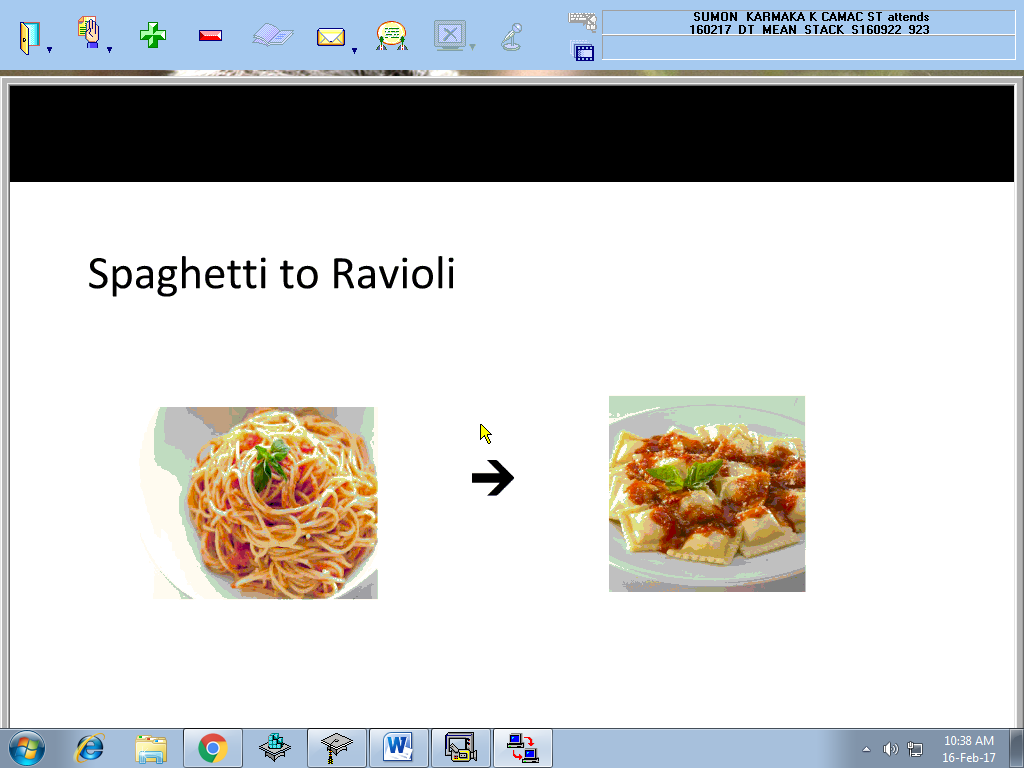 SUMON KARMAKA K CAMAC ST attends
160217 DT MEAN STACK S160922 923
Spaghetti to Ravioli
10:38 AM
16-Feb-17